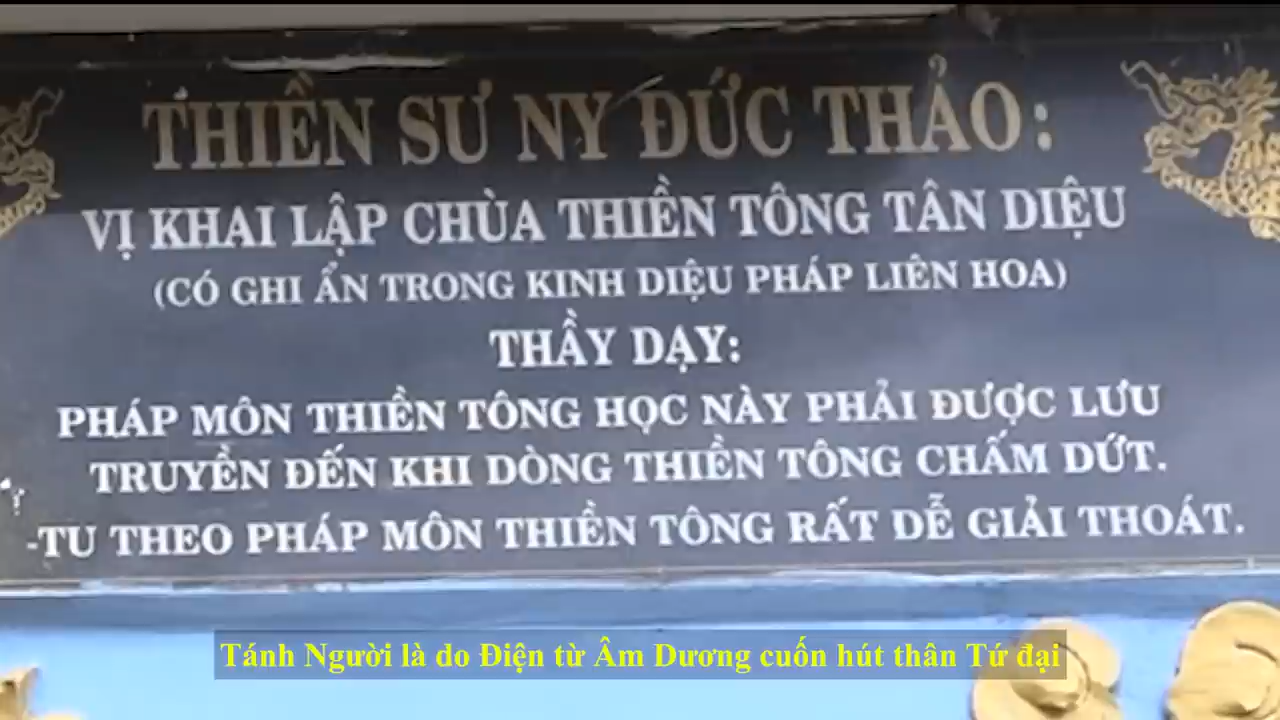 THIỀN SƯ NY ĐỨC THẢO:
VỊ KHAI LẬP CHÙA THIỀN TÔNG TÂN DIỆU
(CÓ GHI ẨN TRONG KINH DIỆU PHÁP LIÊN HOA)
THẦY DẠY:
PHÁP MÔN THIỀN TÔNG HỌC NÀY PHẢI ĐƯỢC LƯU
TRUYỀN ĐẾN KHI DÒNG THIỀN TÔNG CHẤM DỨT.
-TU THEO PHÁP MÔN THIỀN TÔNG RẤT DỄ GIẢI THOÁT.
Tánh Người là do Điện từ Âm Dương cuốn hút thân Tứ đại